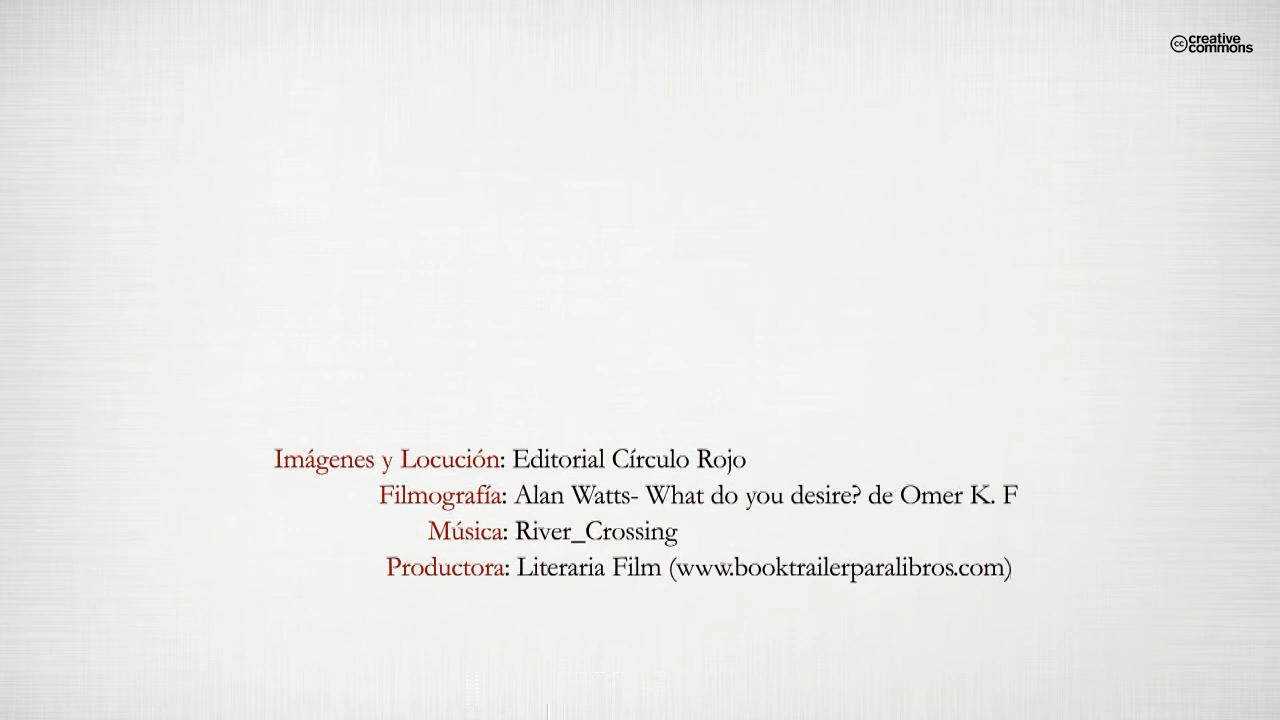 creative
commons
Imágenes y Locución: Editorial Círculo Rojo
Filmografía: Alan Watts- What do you desire? de Omer K. F
Música: River_Crossing
Productora: Literaria Film (www.booktrailerparalibros.com)